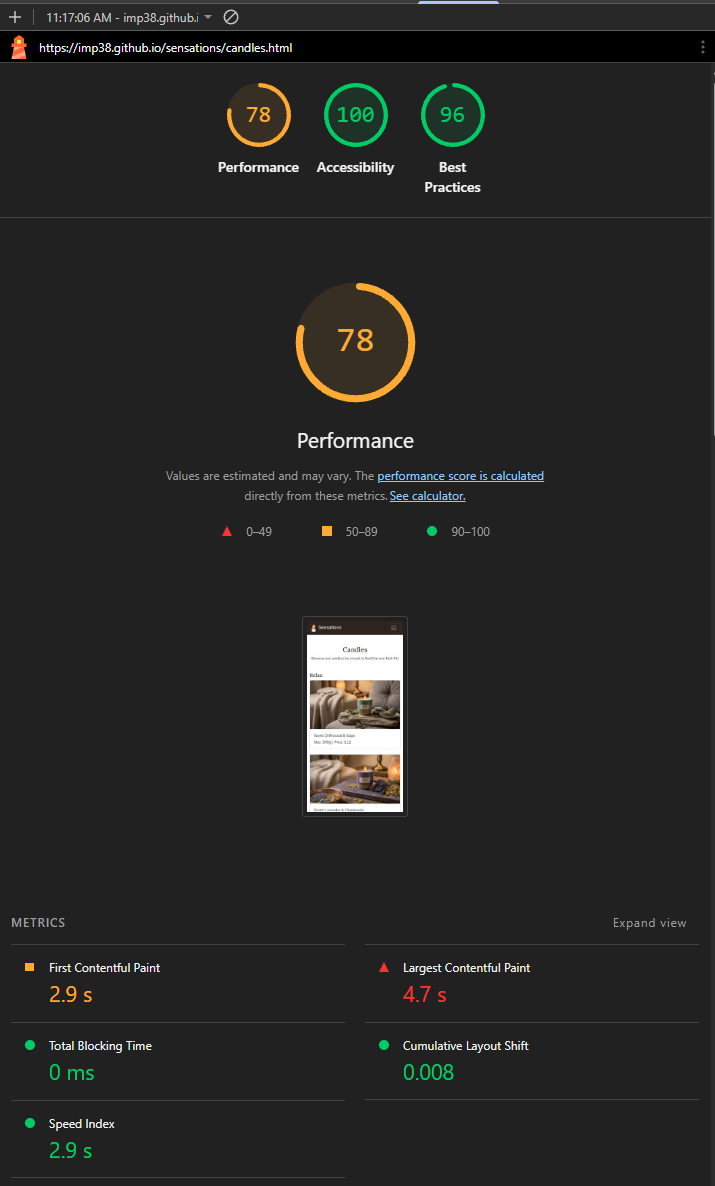 11:17:06 AM - imp38.github.i
https://imp38.github.io/sensations/candles.html
78
100
96
Performance
Accessibility
Best
Practices
78
Performance
Values are estimated and may vary. The performance score is calculated
directly from these metrics. See calculator.
0–49
50–89
90–100
Sensations
Candles
Relax
Scent: Driftwood & Sage
METRICS
Expand view
First Contentful Paint
2.9 s
Largest Contentful Paint
4.7 s
Total Blocking Time
0 ms
Cumulative Layout Shift
0.008
Speed Index
2.9 s